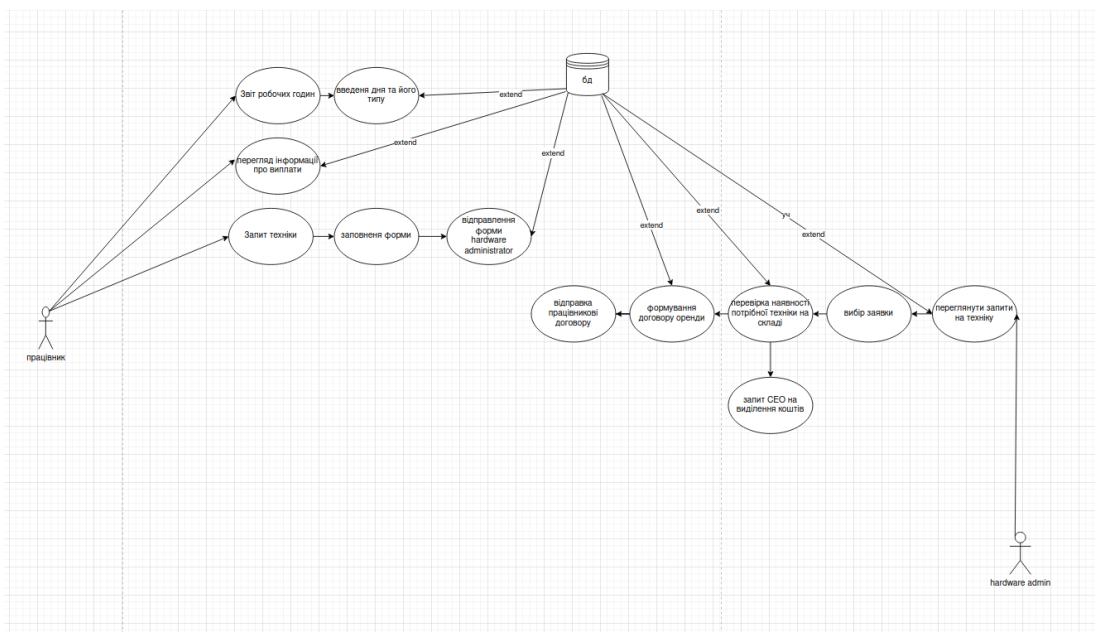 бд
Звіт робочих годин
введеня дня та його
типу
extend
extend
перегляд інформації
про виплати
extend
Запит техніки
заповненя форми
відправлення
форми
hardware
administrator
extend
уч
extend
extend
відправка
працівникові
договору
формування
договору оренди
перевірка наявності
потрібної техніки на
складі
вибір заявки
переглянути запити
на техніку
працівник
запит CEO на
виділення коштів
hardware admin